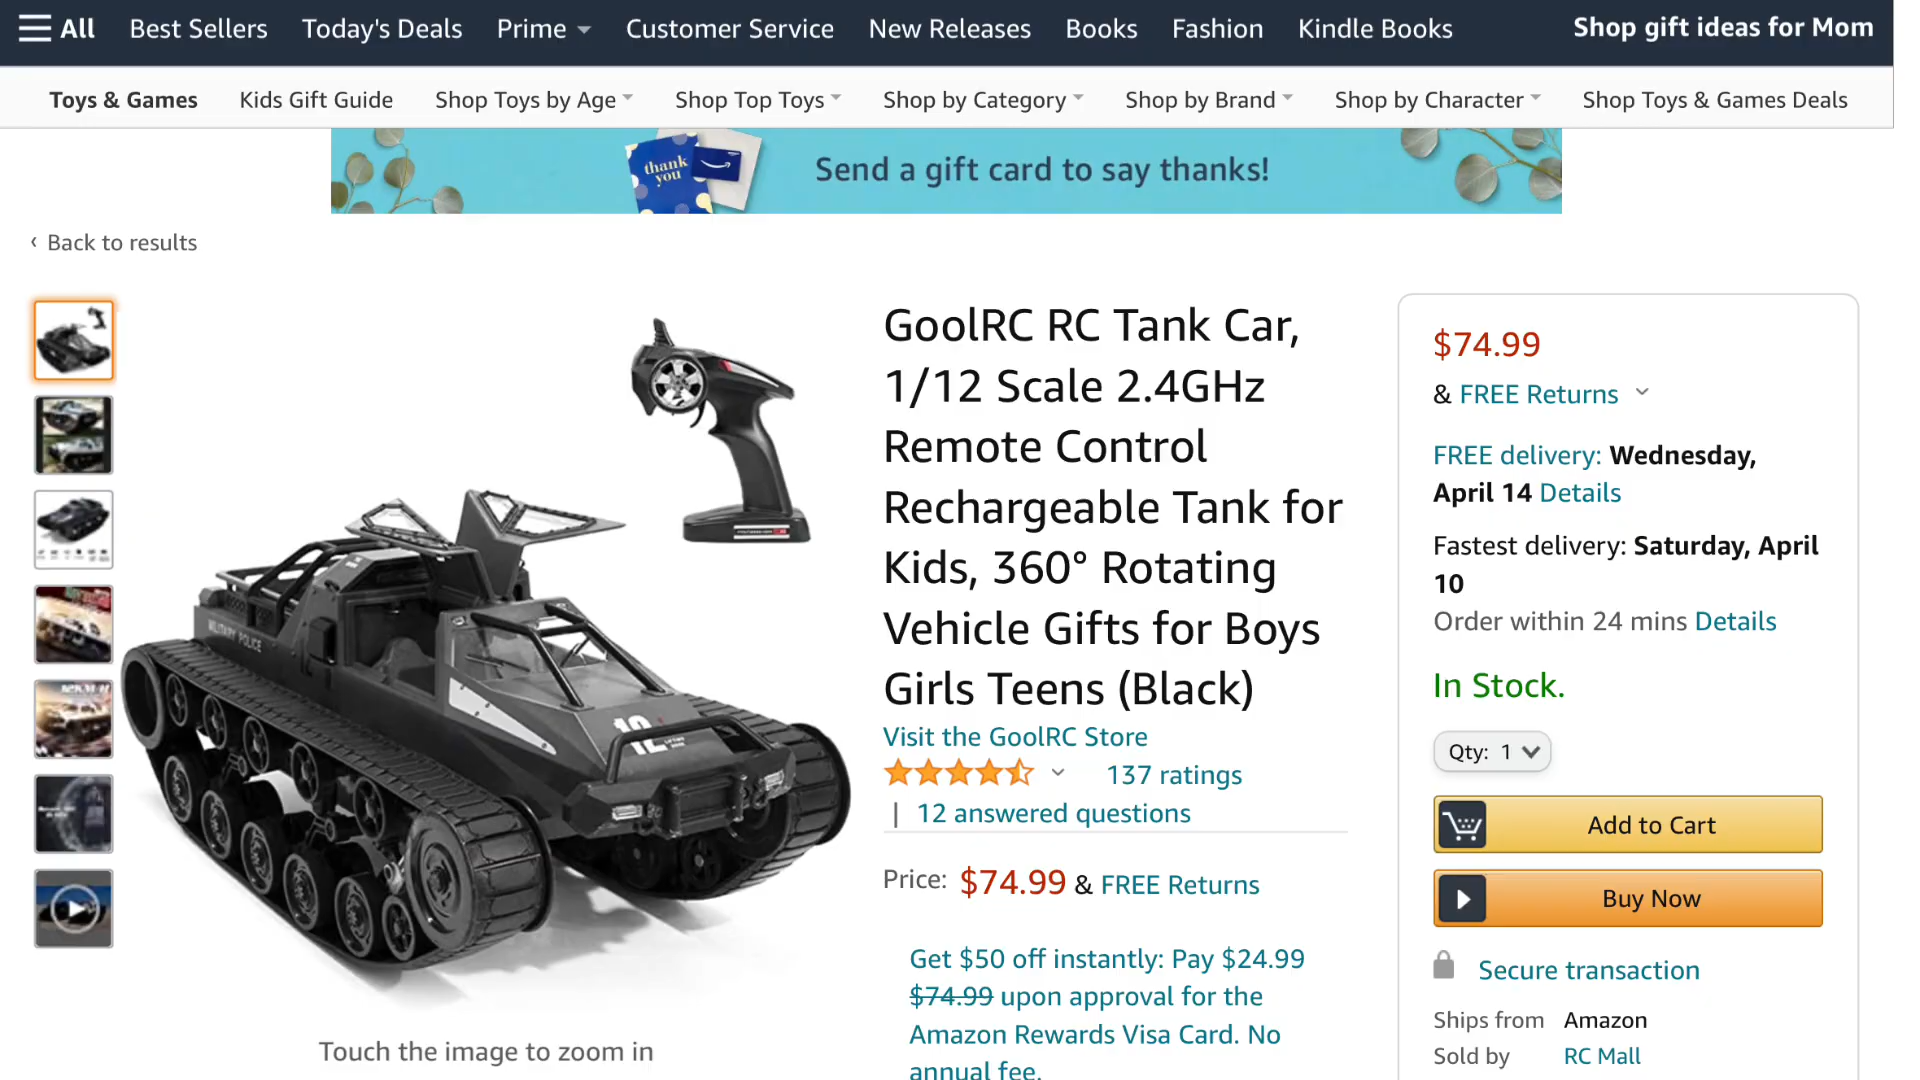 All Best Sellers Today's Deals Prime Customer Service New Releases Books Fashion Kindle Books Shop gift ideas for Mom
Toys & Games Kids Gift Guide Shop Toys by Age Shop Top Toys Shop by Category Shop by Brand Shop by Character Shop Toys & Games Deals
thank
you
Send a gift card to say thanks!
‹ Back to results
MILITARY POLICE
12
GoolRC RC Tank Car,
1/12 Scale 2.4GHz
Remote Control
Rechargeable Tank for
Kids, 360° Rotating
Vehicle Gifts for Boys
Girls Teens (Black)
Visit the GoolRC Store
137 ratings
| 12 answered questions
Price: $74.99 & FREE Returns
Get $50 off instantly: Pay $24.99
$74.99 upon approval for the
Amazon Rewards Visa Card. No
annual fee.
Touch the image to zoom in
$74.99
& FREE Returns
FREE delivery: Wednesday,
April 14 Details
Fastest delivery: Saturday, April
10
Order within 24 mins Details
In Stock.
Qty: 1
Add to Cart
Buy Now
Secure transaction
Ships from Amazon
Sold by RC Mall